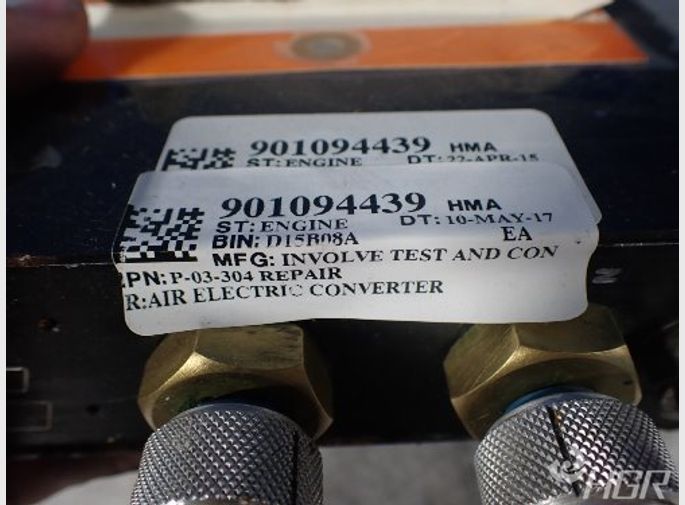 901094439 HMA
ST: ENGINE DT: 22-APR-15
901094439 HMA
ST: ENGINE DT: 10-MAY-17
BIN: D15B08A EA
MFG: INVOLVE TEST AND CON
PN: P-03-304 REPAIR
R:AIR ELECTRIC CONVERTER
HGR